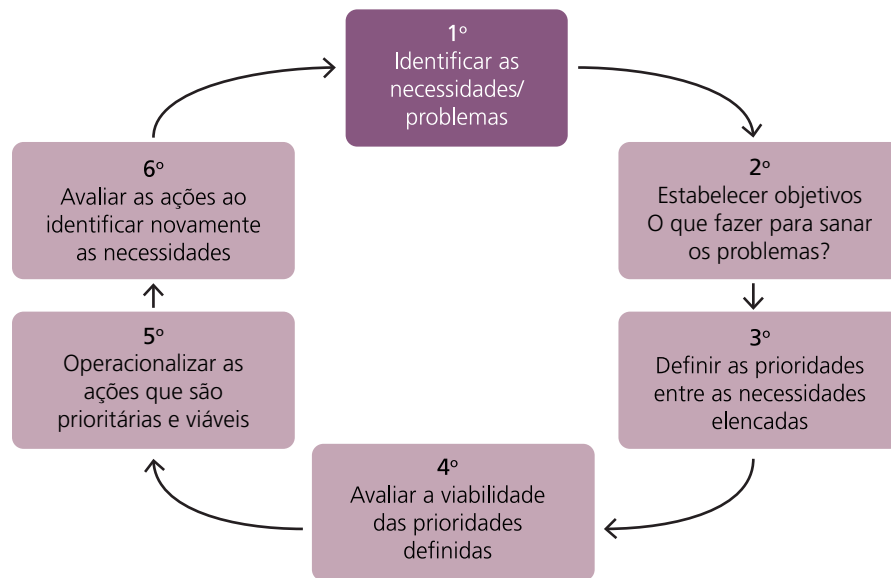 1º
Identificar as
necessidades/
problemas
2º
Estabelecer objetivos
O que fazer para sanar
os problemas?
3º
Definir as prioridades
entre as necessidades
elencadas
4º
Avaliar a viabilidade
das prioridades
definidas
5º
Operacionalizar as
ações que são
prioritárias e viáveis
6º
Avaliar as ações ao
identificar novamente
as necessidades